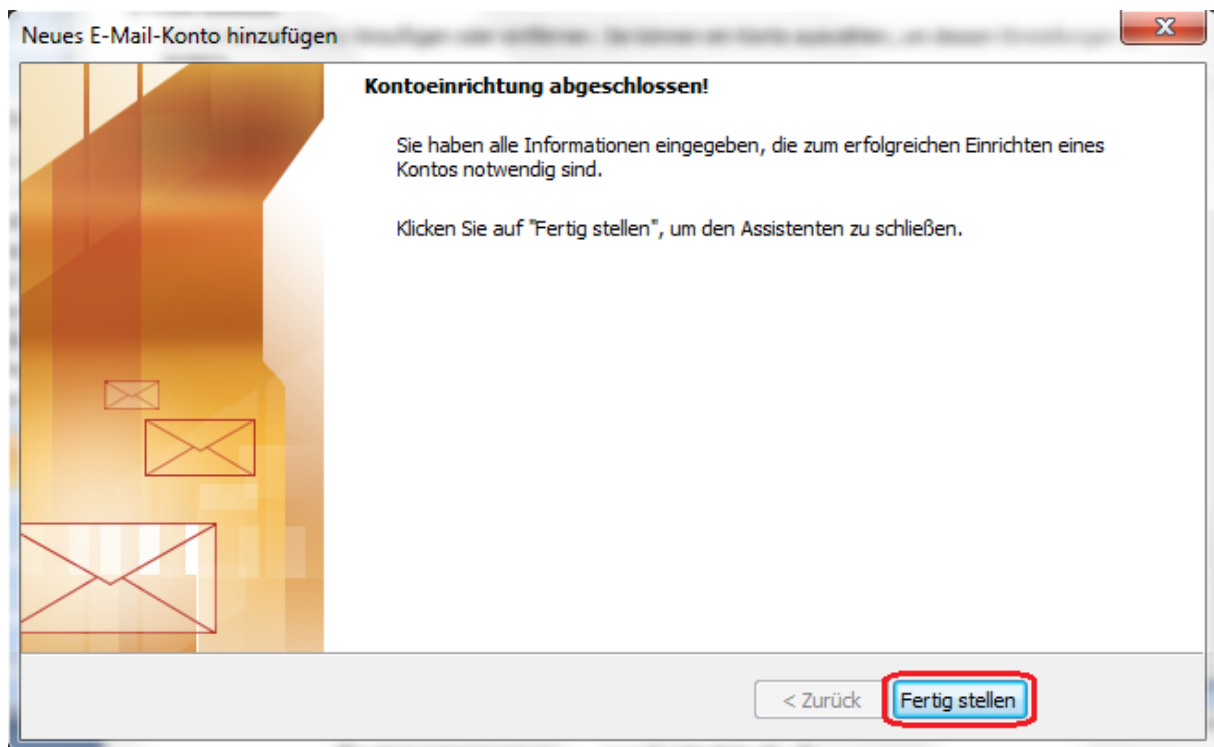 Neues E-Mail-Konto hinzufügen
Kontoeinrichtung abgeschlossen!
Sie haben alle Informationen eingegeben, die zum erfolgreichen Einrichten eines
Kontos notwendig sind.
Klicken Sie auf "Fertig stellen", um den Assistenten zu schließen.
< Zurück
Fertig stellen